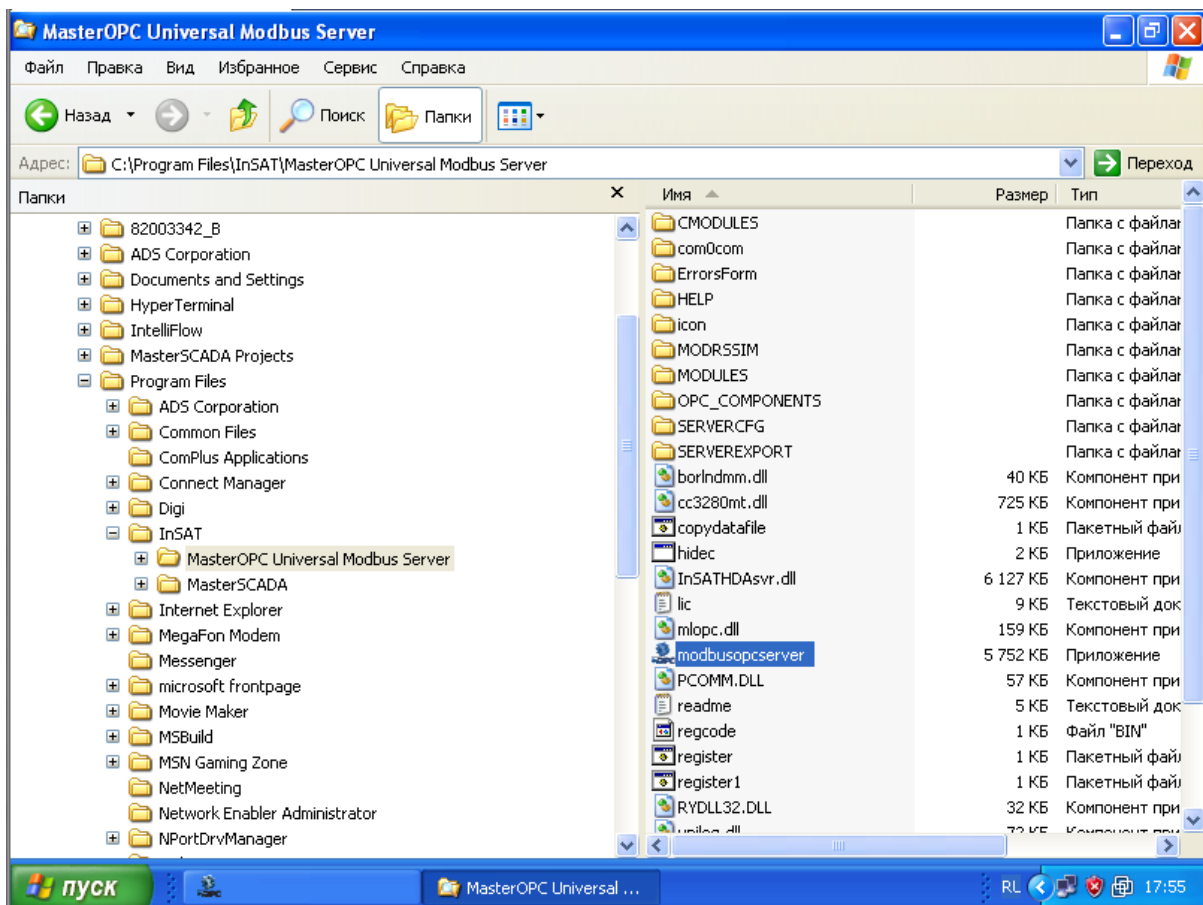 MasterOPC Universal Modbus Server
Файл Правка Вид Избранное Сервис Справка
Назад Поиск Папки
Адрес: C:\Program Files\InSAT\MasterOPC Universal Modbus Server Переход
Папки
82003342_B
ADS Corporation
Documents and Settings
HyperTerminal
IntelliFlow
MasterSCADA Projects
Program Files
ADS Corporation
Common Files
ComPlus Applications
Connect Manager
Digi
InSAT
MasterOPC Universal Modbus Server
MasterSCADA
Internet Explorer
MegaFon Modem
Messenger
microsoft frontpage
Movie Maker
MSBuild
MSN Gaming Zone
NetMeeting
Network Enabler Administrator
NPortDrvManager
Имя Размер Тип
CMODULES Папка с файлам
com0com Папка с файлам
ErrorsForm Папка с файлам
HELP Папка с файлам
icon Папка с файлам
MODRSSIM Папка с файлам
MODULES Папка с файлам
OPC_COMPONENTS Папка с файлам
SERVERCFG Папка с файлам
SERVEREXPORT Папка с файлам
borlndmm.dll 40 КБ Компонент при
cc3280mt.dll 725 КБ Компонент при
copydatafile 1 КБ Пакетный файл
hidec 2 КБ Приложение
InSATHDAsvr.dll 6 127 КБ Компонент при
lic 9 КБ Текстовый док
mlopc.dll 159 КБ Компонент при
modbusopcserver 5 752 КБ Приложение
PCOMM.DLL 57 КБ Компонент при
readme 5 КБ Текстовый док
regcode 1 КБ Файл "BIN"
register 1 КБ Пакетный файл
register1 1 КБ Пакетный файл
RYDLL32.DLL 32 КБ Компонент при
пуск MasterOPC Universal ... RL 17:55